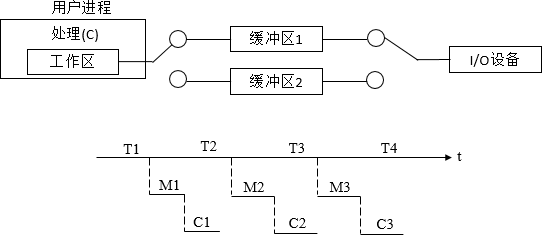 用户进程
处理(C)
工作区
缓冲区1
缓冲区2
I/O设备
T1 T2 T3 T4 t
M1 M2 M3
C1 C2 C3